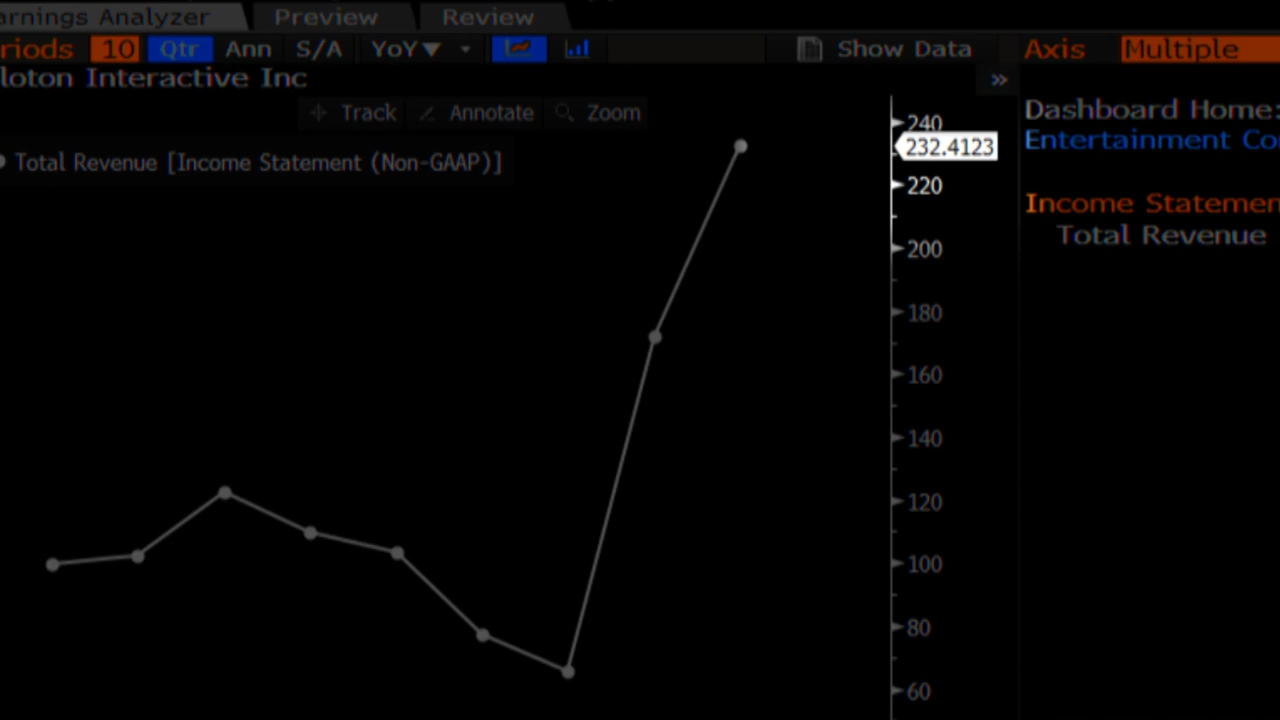 arnings Analyzer Preview Review
riods 10 Qtr Ann S/A YoY Show Data Axis Multiple
loton Interactive Inc »
Track Annotate Zoom
Total Revenue [Income Statement (Non-GAAP)]
240
232.4123
220
200
180
160
140
120
100
80
60
Dashboard Home:
Entertainment Co
Income Statemen
Total Revenue